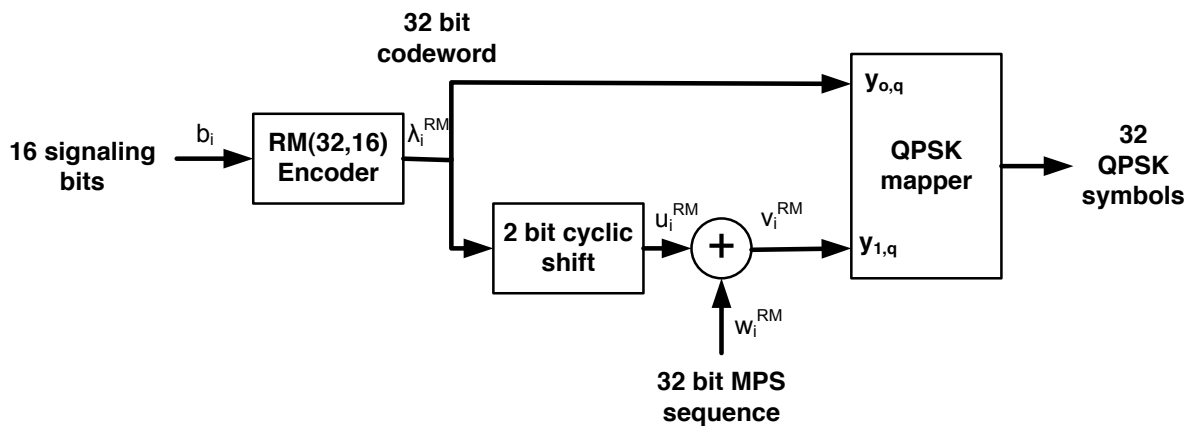 32 bit
codeword
16 signaling
bits
b_i
RM(32,16)
Encoder
λ_i^RM
2 bit cyclic
shift
u_i^RM
+
v_i^RM
w_i^RM
32 bit MPS
sequence
y_o,q
QPSK
mapper
y_1,q
32
QPSK
symbols